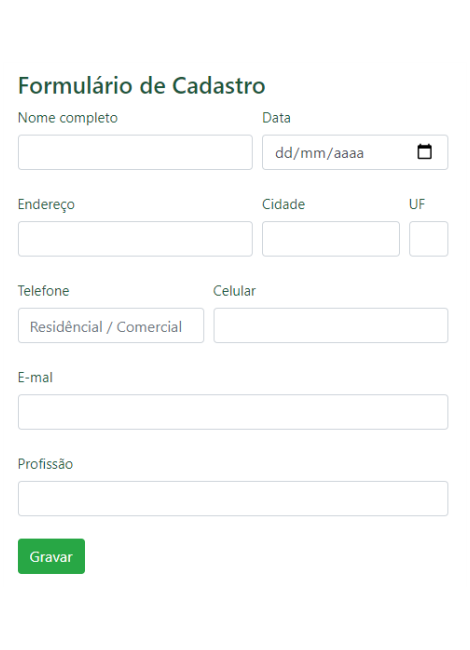 Formulário de Cadastro
Nome completo Data
dd/mm/aaaa
Endereço Cidade UF
Telefone Celular
Residêncial / Comercial
E-mal
Profissão
Gravar